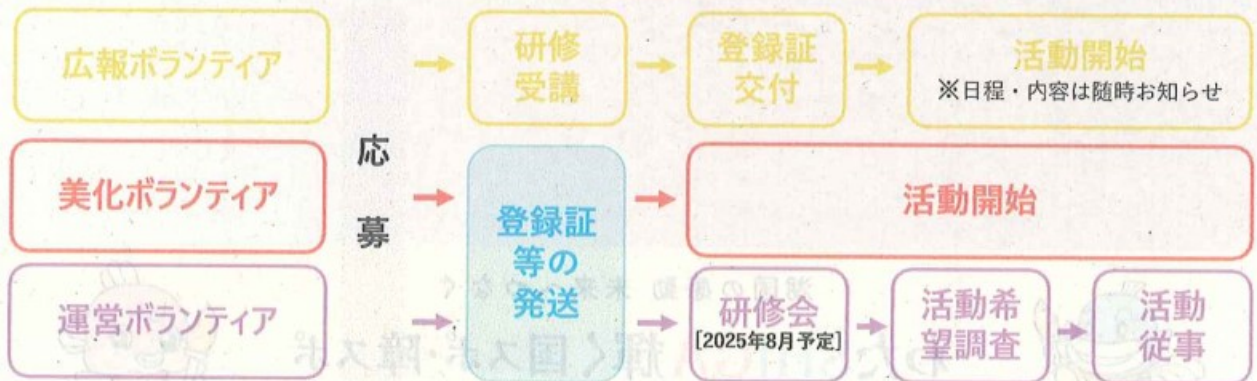 広報ボランティア
応
募
研修
受講
登録証
交付
活動開始
※日程・内容は随時お知らせ
美化ボランティア
登録証
等の
発送
活動開始
運営ボランティア
研修会
[2025年8月予定]
活動希
望調査
活動
従事